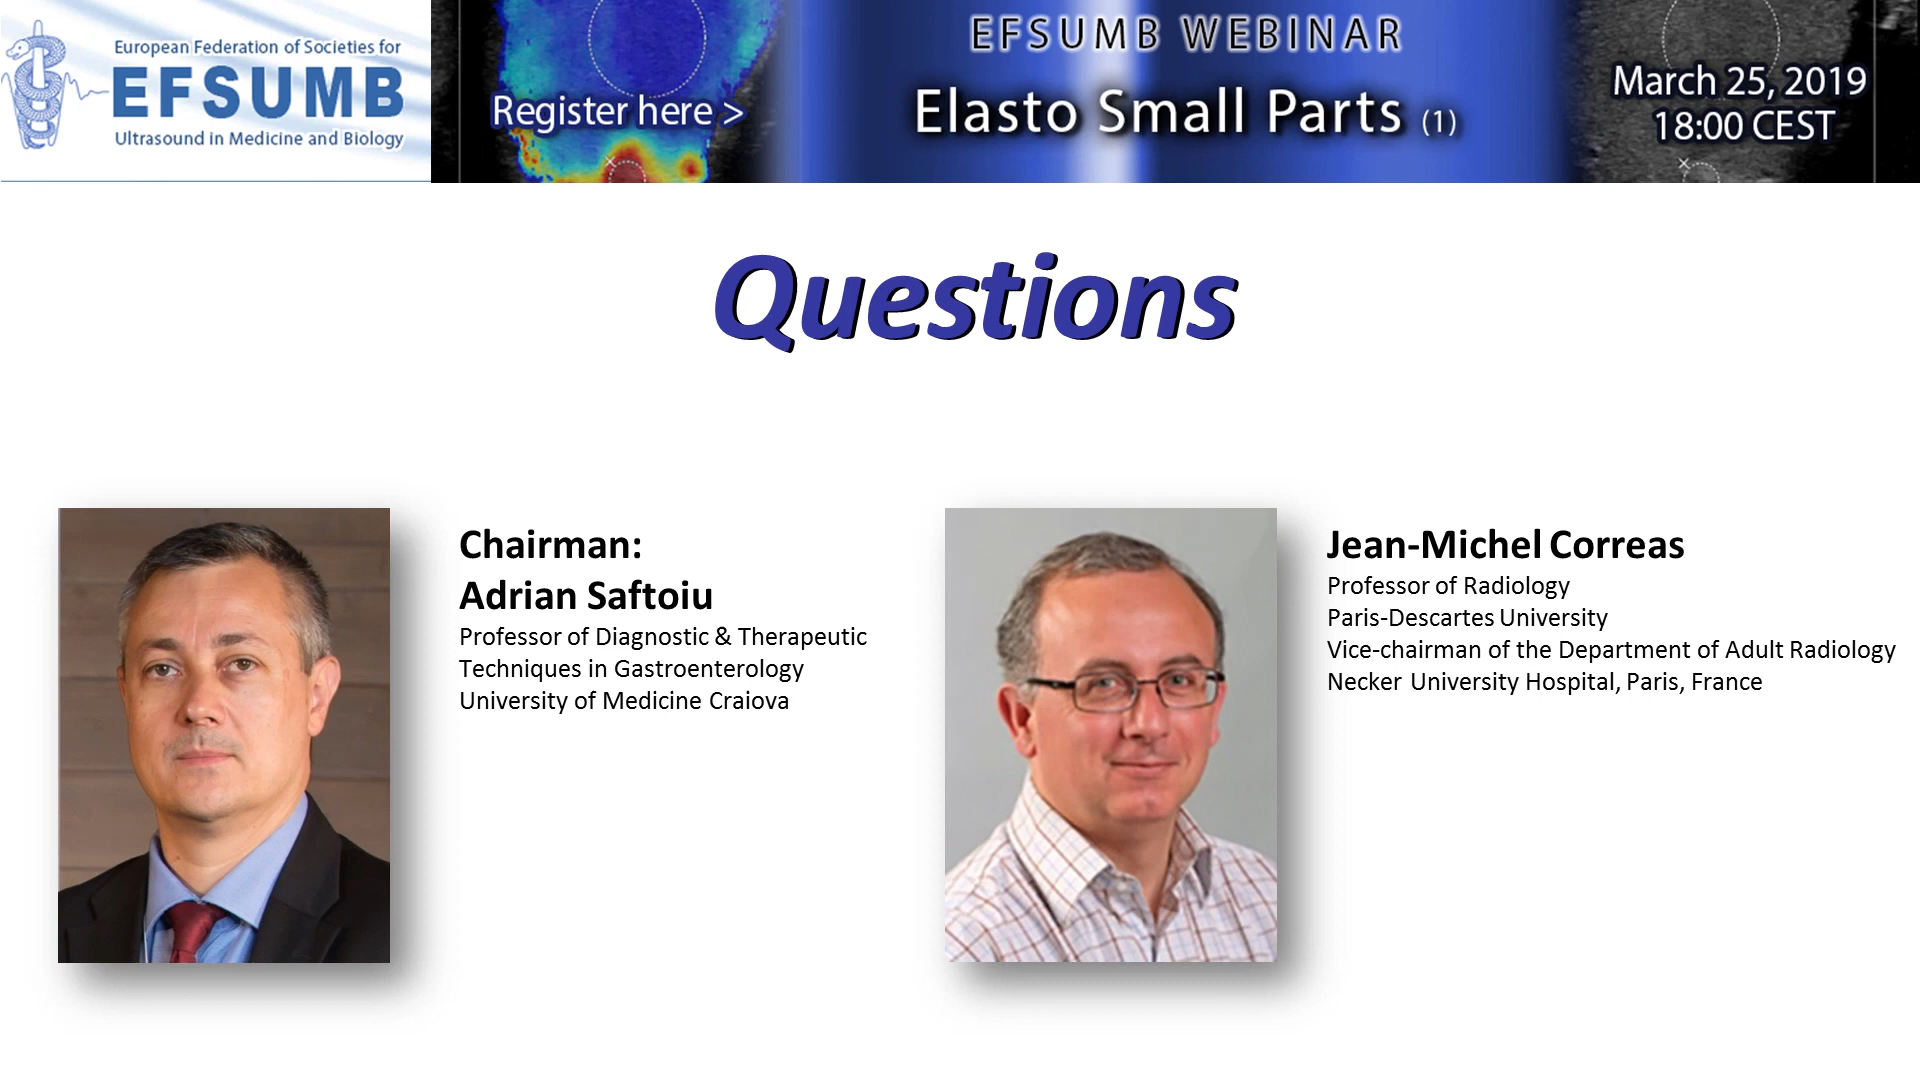 European Federation of Societies for
EFSUMB
Ultrasound in Medicine and Biology
Register here >
EFSUMB WEBINAR
Elasto Small Parts (1)
March 25, 2019
18:00 CEST
Questions
Chairman:
Adrian Saftoiu
Professor of Diagnostic & Therapeutic
Techniques in Gastroenterology
University of Medicine Craiova
Jean-Michel Correas
Professor of Radiology
Paris-Descartes University
Vice-chairman of the Department of Adult Radiology
Necker University Hospital, Paris, France